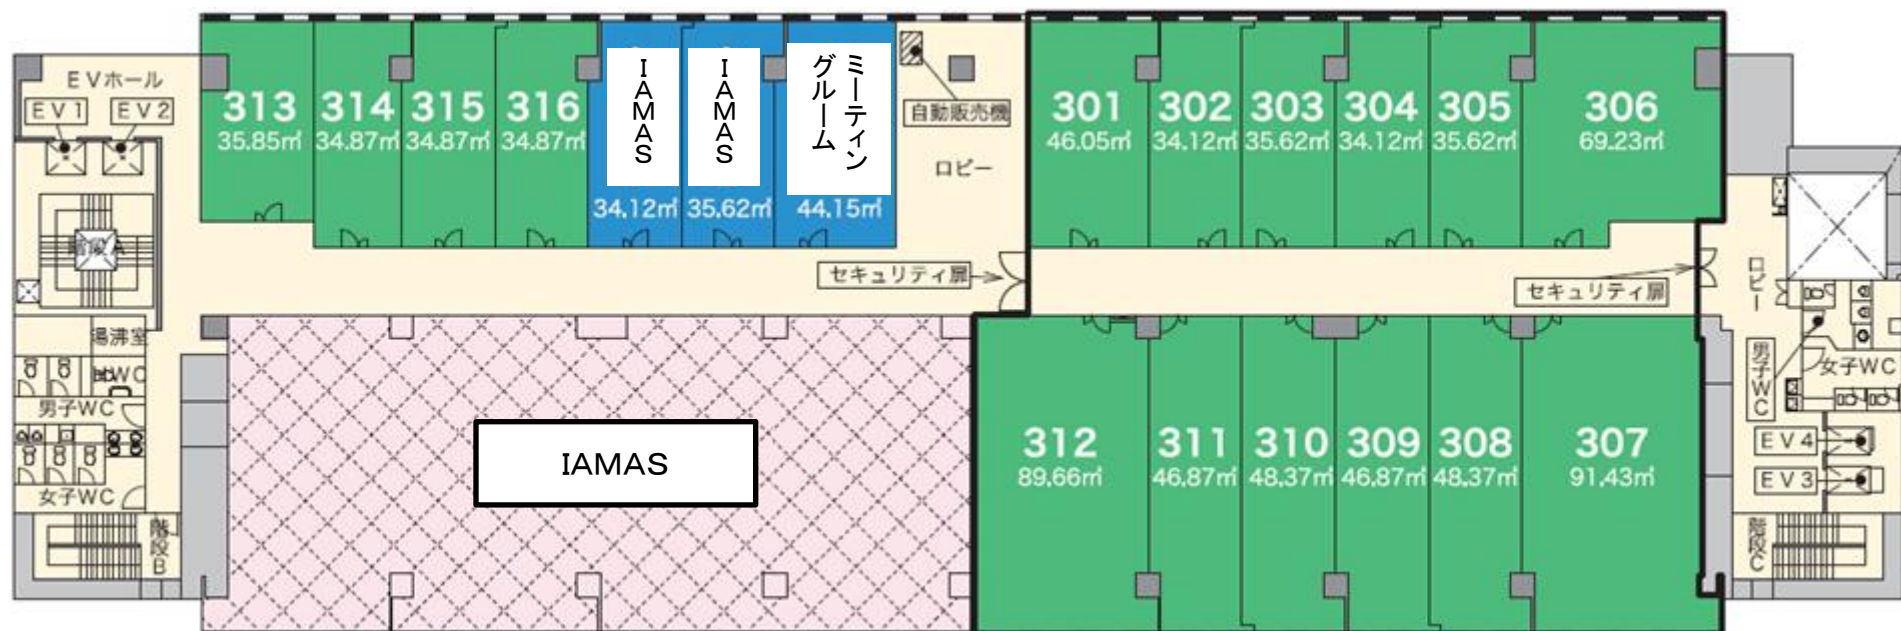 EVホール
EV1
EV2
313
35.85㎡
314
34.87㎡
315
34.87㎡
316
34.87㎡
IAMAS
34.12㎡
IAMAS
35.62㎡
ミーティン
グルーム
44.15㎡
自動販売機
ロビー
301
46.05㎡
302
34.12㎡
303
35.62㎡
304
34.12㎡
305
35.62㎡
306
69.23㎡
階段A
セキュリティ扉
セキュリティ扉
ロビー
湯沸室
WC
男子WC
女子WC
階段B
IAMAS
312
89.66㎡
311
46.87㎡
310
48.37㎡
309
46.87㎡
308
48.37㎡
307
91.43㎡
男子WC
女子WC
EV4
EV3
階段C